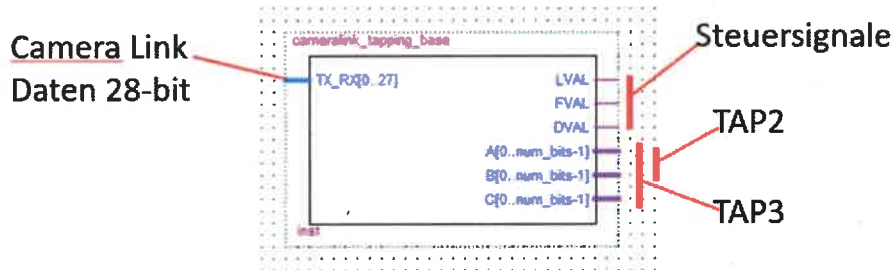 Camera Link
Daten 28-bit
cameralink_tapping_base
TX_RX[0..27]
LVAL
FVAL
DVAL
A[0..num_bits-1]
B[0..num_bits-1]
C[0..num_bits-1]
inst
Steuersignale
TAP2
TAP3